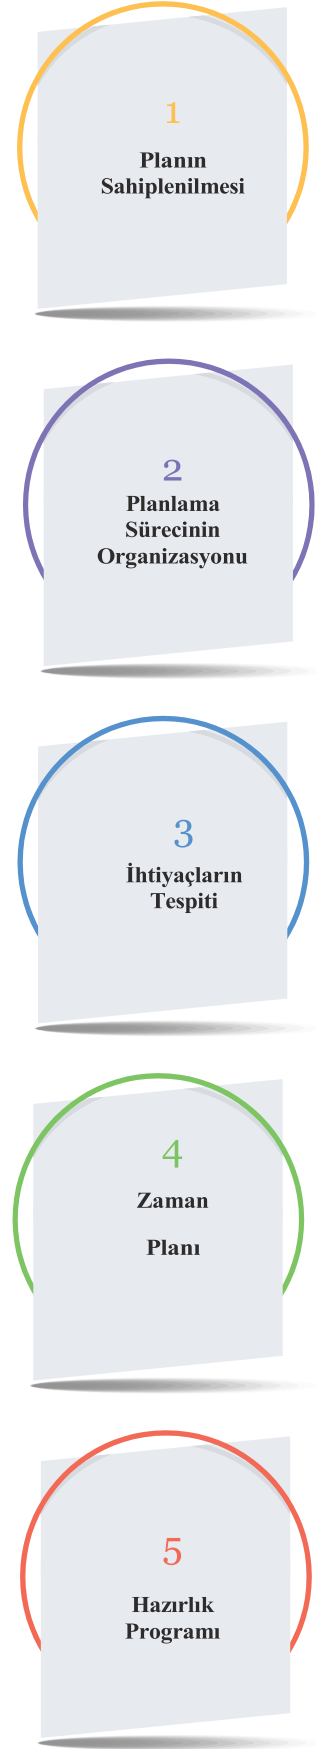 1
Planın
Sahiplenilmesi
2
Planlama
Sürecinin
Organizasyonu
3
İhtiyaçların
Tespiti
4
Zaman
Planı
5
Hazırlık
Programı